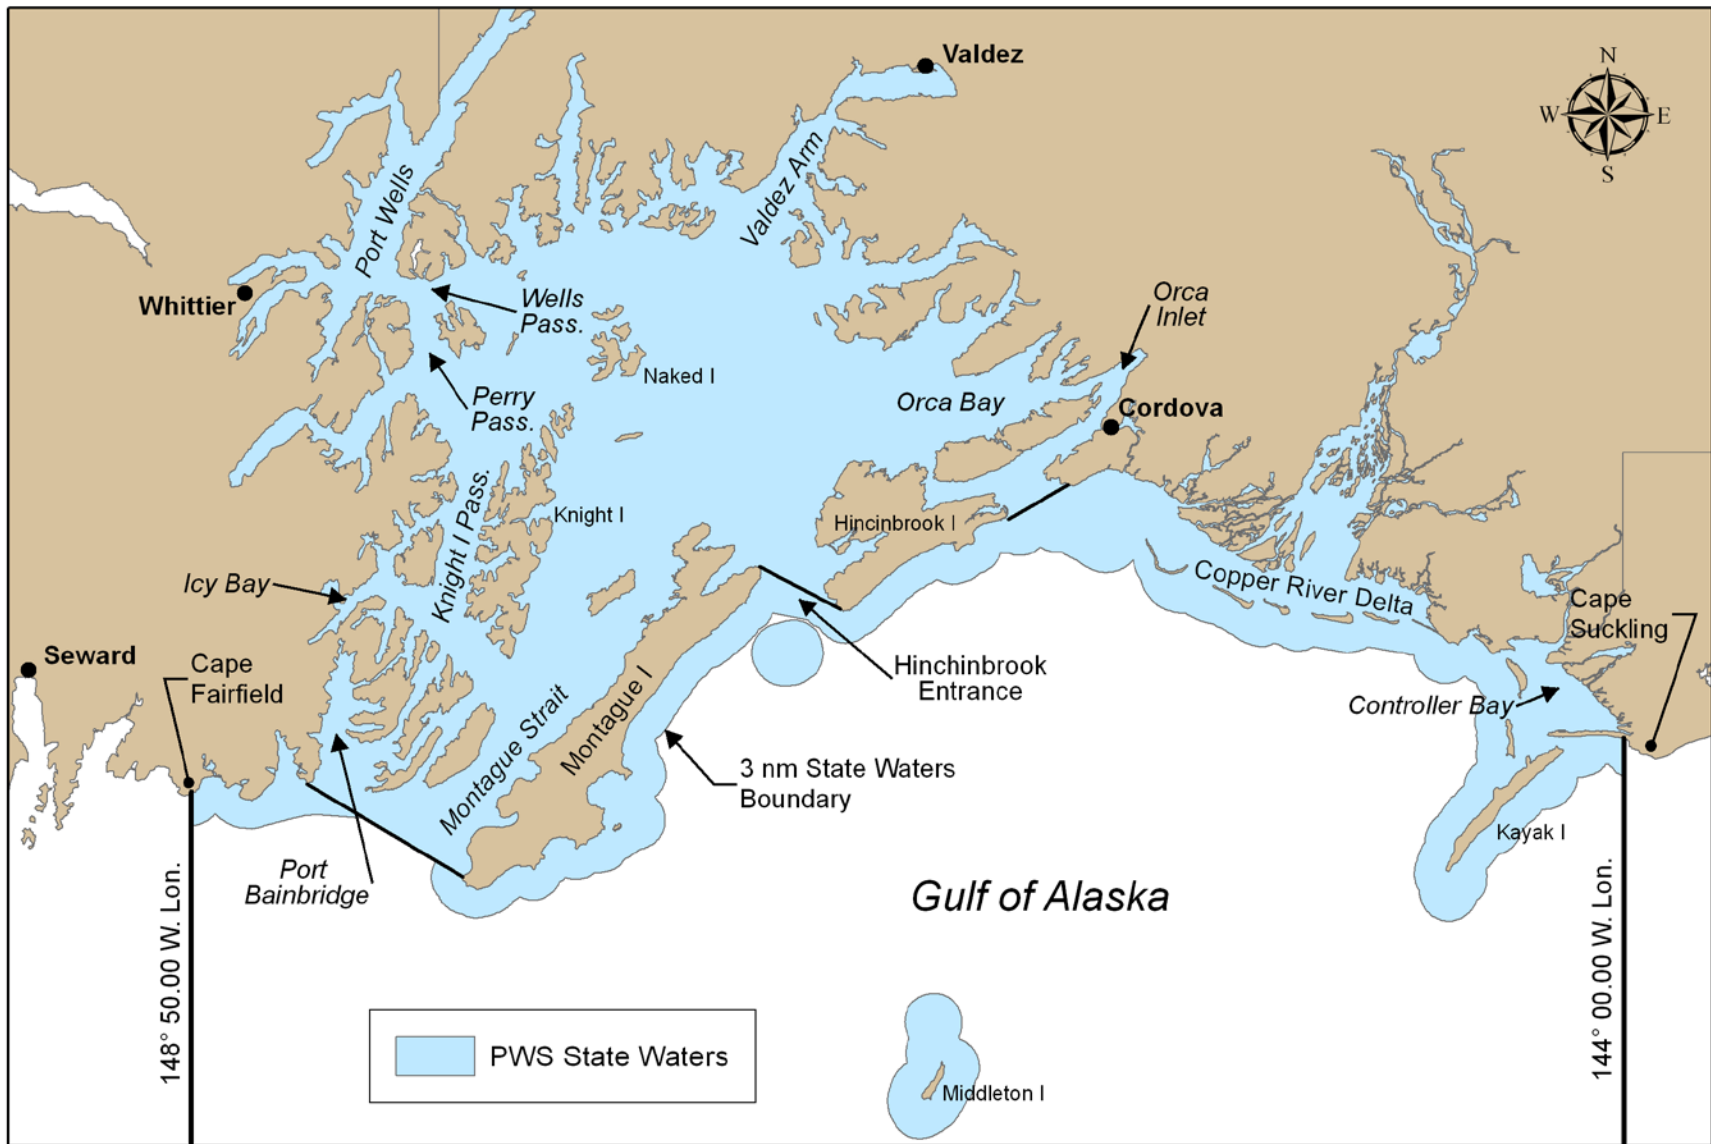 Valdez
N
W
E
S
Valdez Arm
Port Wells
Whittier
Wells
Pass.
Orca
Inlet
Naked I
Perry
Pass.
Orca Bay
Cordova
Knight I Pass.
Knight I
Hincinbrook I
Icy Bay
Copper River Delta
Cape
Suckling
Seward
Cape
Fairfield
Hinchinbrook
Entrance
Montague Strait
Montague I
Controller Bay
3 nm State Waters
Boundary
Kayak I
Port
Bainbridge
Gulf of Alaska
148° 50.00 W. Lon.
144° 00.00 W. Lon.
PWS State Waters
Middleton I